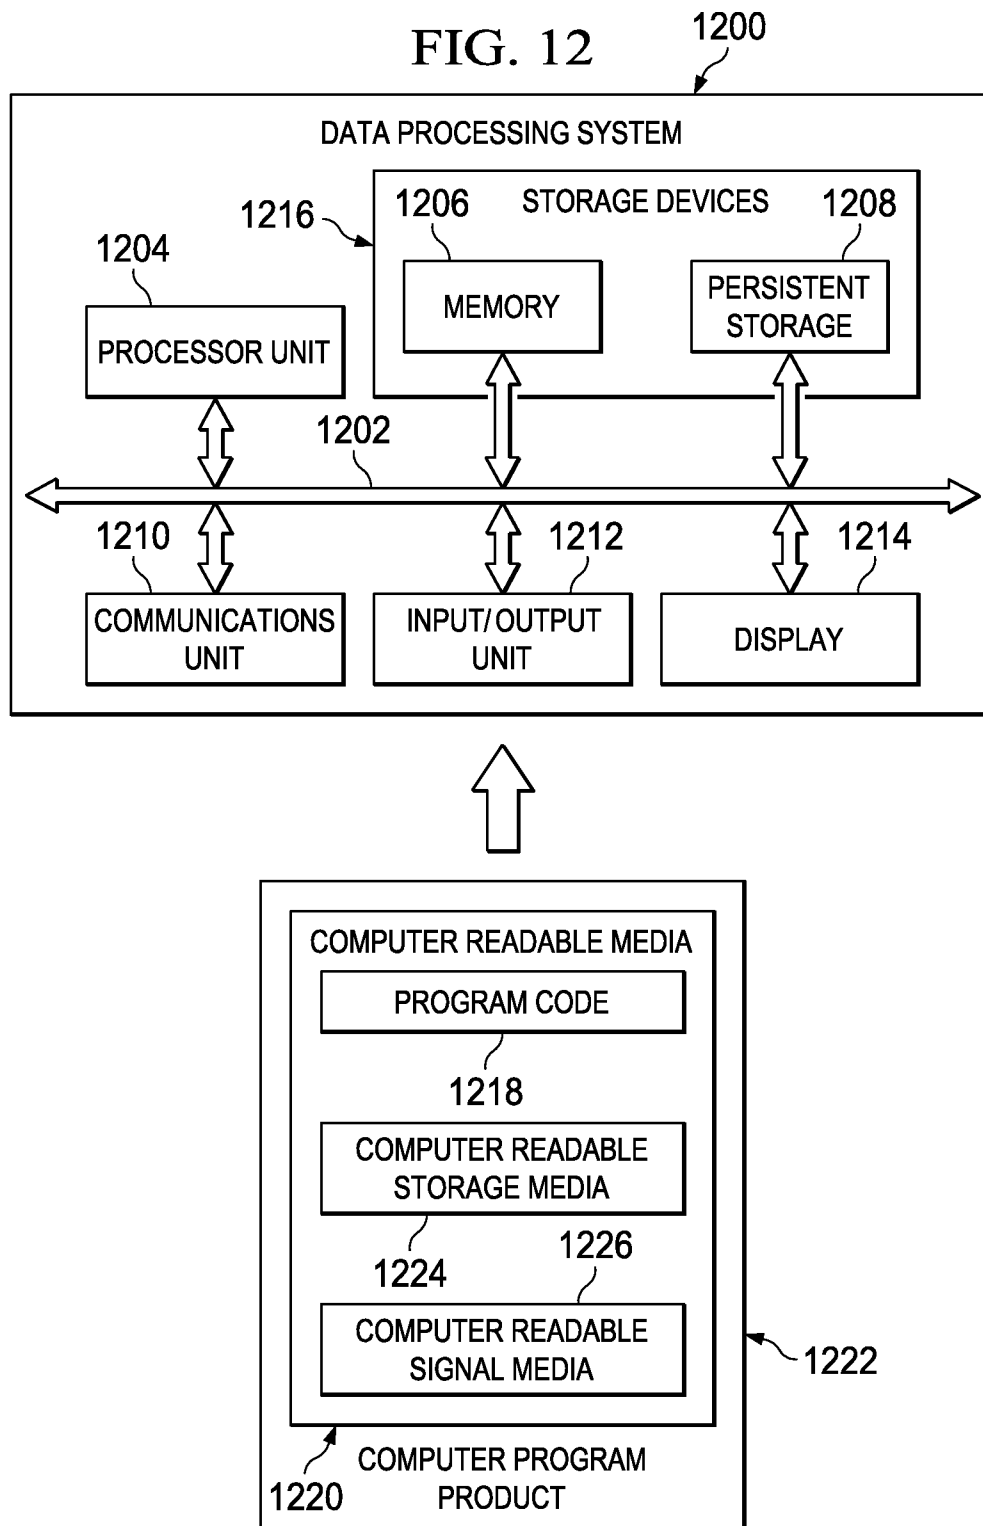 FIG. 12
1200
DATA PROCESSING SYSTEM
1216
1206
STORAGE DEVICES
1208
1204
MEMORY
PERSISTENT
STORAGE
PROCESSOR UNIT
1202
1210
1212
1214
COMMUNICATIONS
UNIT
INPUT/OUTPUT
UNIT
DISPLAY
COMPUTER READABLE MEDIA
PROGRAM CODE
1218
COMPUTER READABLE
STORAGE MEDIA
1224
1226
COMPUTER READABLE
SIGNAL MEDIA
1222
1220
COMPUTER PROGRAM
PRODUCT